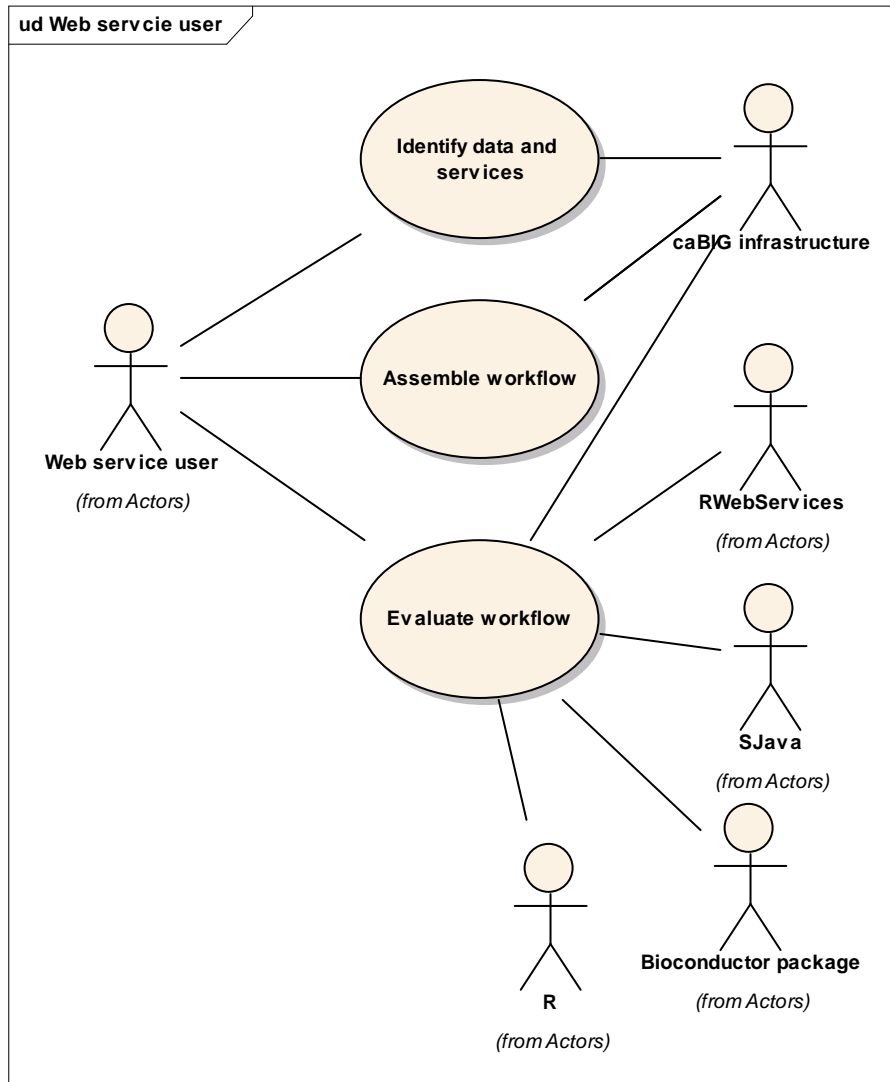 ud Web servcie user
Identify data and
services
caBIG infrastructure
Assemble workflow
Web service user
(from Actors)
RWebServices
(from Actors)
Evaluate workflow
SJava
(from Actors)
Bioconductor package
(from Actors)
R
(from Actors)